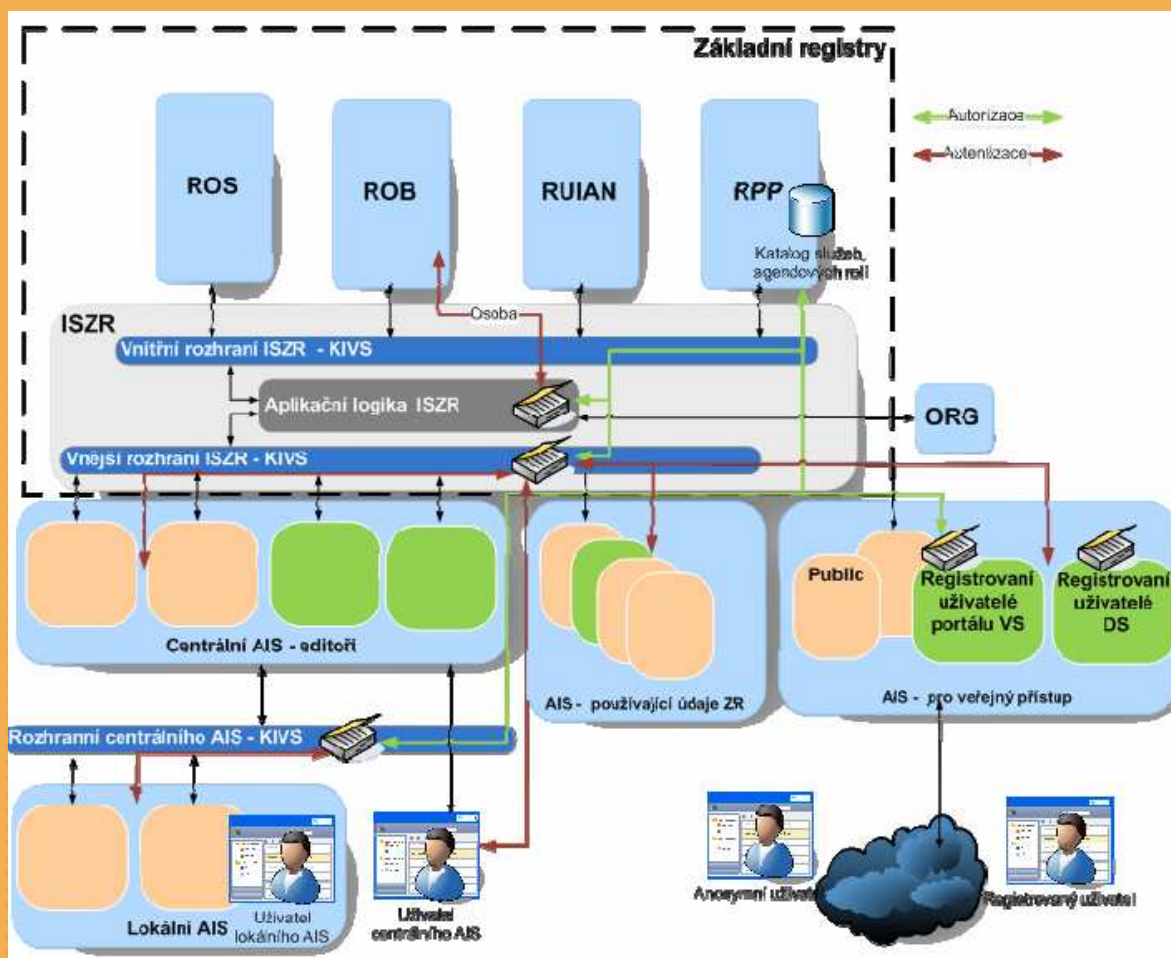 Základní registry
Autorizace
Autentizace
ROS
ROB
RUIAN
RPP
Katalog služeb,
agendových rolí
Osoba
ISZR
Vnitřní rozhraní ISZR - KIVS
Aplikační logika ISZR
ORG
Vnější rozhraní ISZR - KIVS
Public
Registrovaní
uživatelé
portálu VS
Registrovaní
uživatelé
DS
Centrální AIS - editoři
AIS - používající údaje ZR
AIS - pro veřejný přístup
Rozhranní centrálního AIS - KIVS
Lokální AIS
Uživatel
lokálního AIS
Uživatel
centrálního AIS
Anonymní uživatel
Registrovaný uživatel